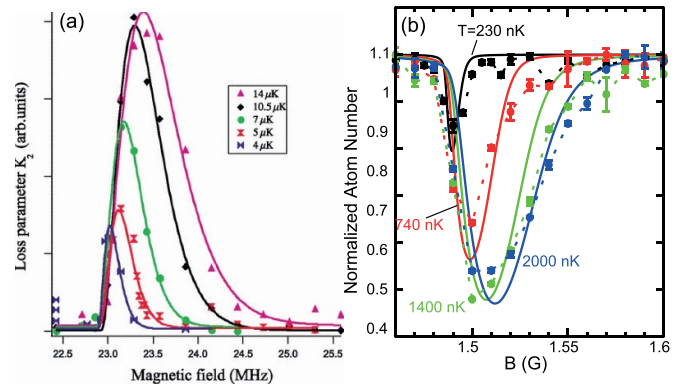 (a)
Loss parameter K2 (arb.units)
14 μK
10.5 μK
7 μK
5 μK
4 μK
22.5 23.0 23.5 24.0 24.5 25.0 25.5
Magnetic field (MHz)
(b)
T=230 nK
Normalized Atom Number
1.1
1
0.9
0.8
0.7
0.6
0.5
0.4
740 nK
2000 nK
1400 nK
1.5 1.55 1.6
B (G)